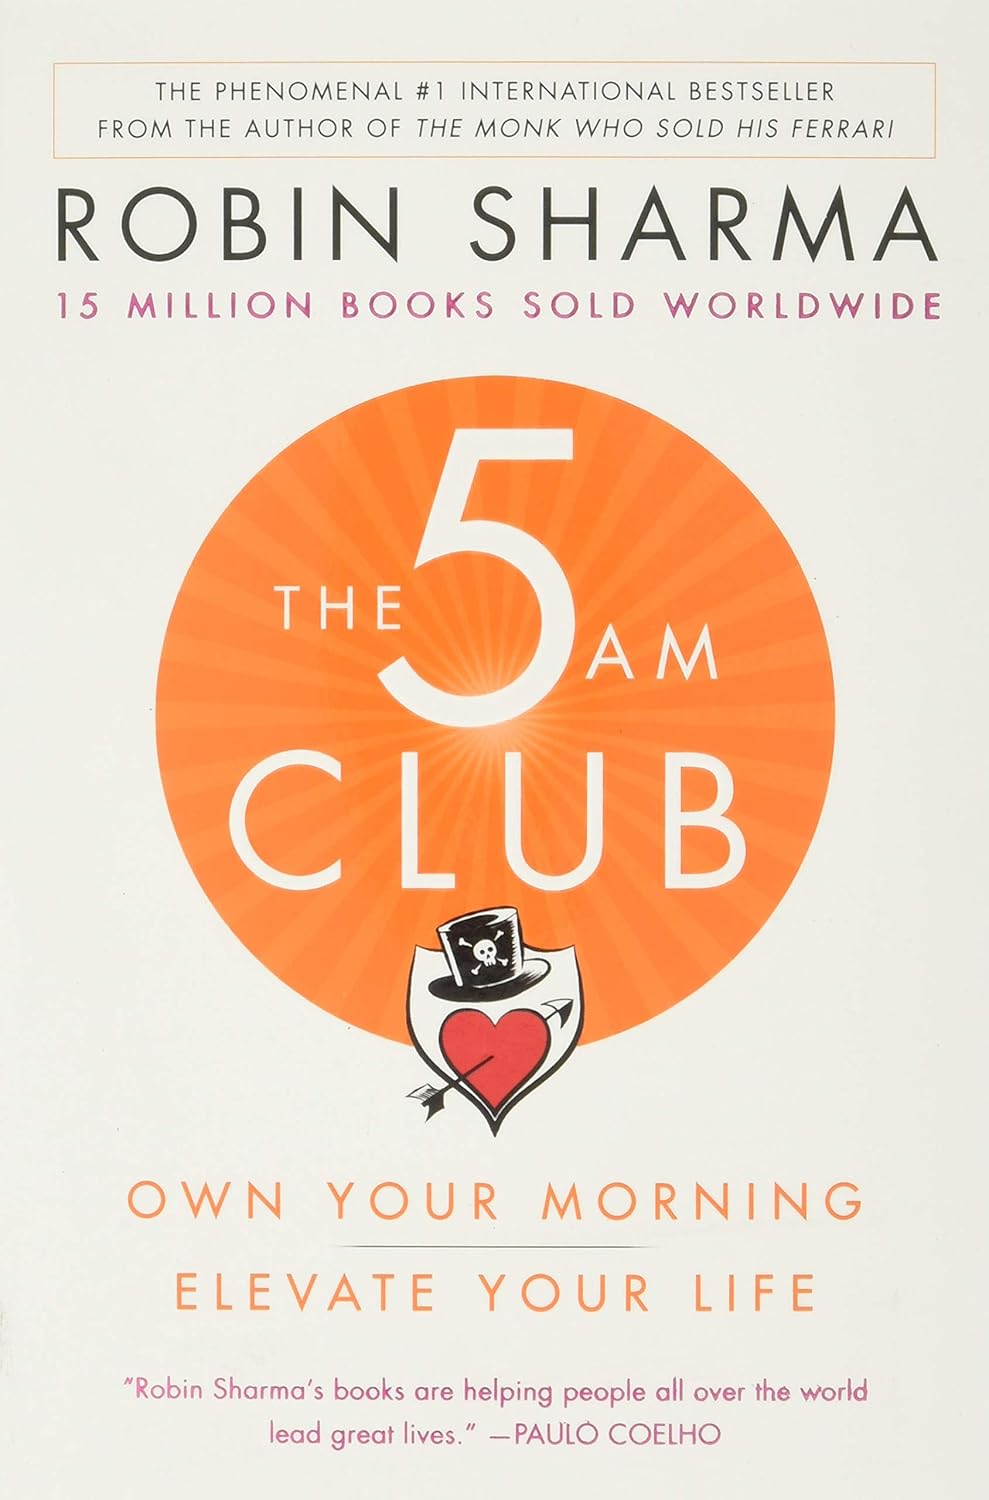 THE PHENOMENAL #1 INTERNATIONAL BESTSELLER
FROM THE AUTHOR OF THE MONK WHO SOLD HIS FERRARI
ROBIN SHARMA
15 MILLION BOOKS SOLD WORLDWIDE
THE 5 AM
CLUB
OWN YOUR MORNING
ELEVATE YOUR LIFE
"Robin Sharma's books are helping people all over the world
lead great lives." —PAULO COELHO